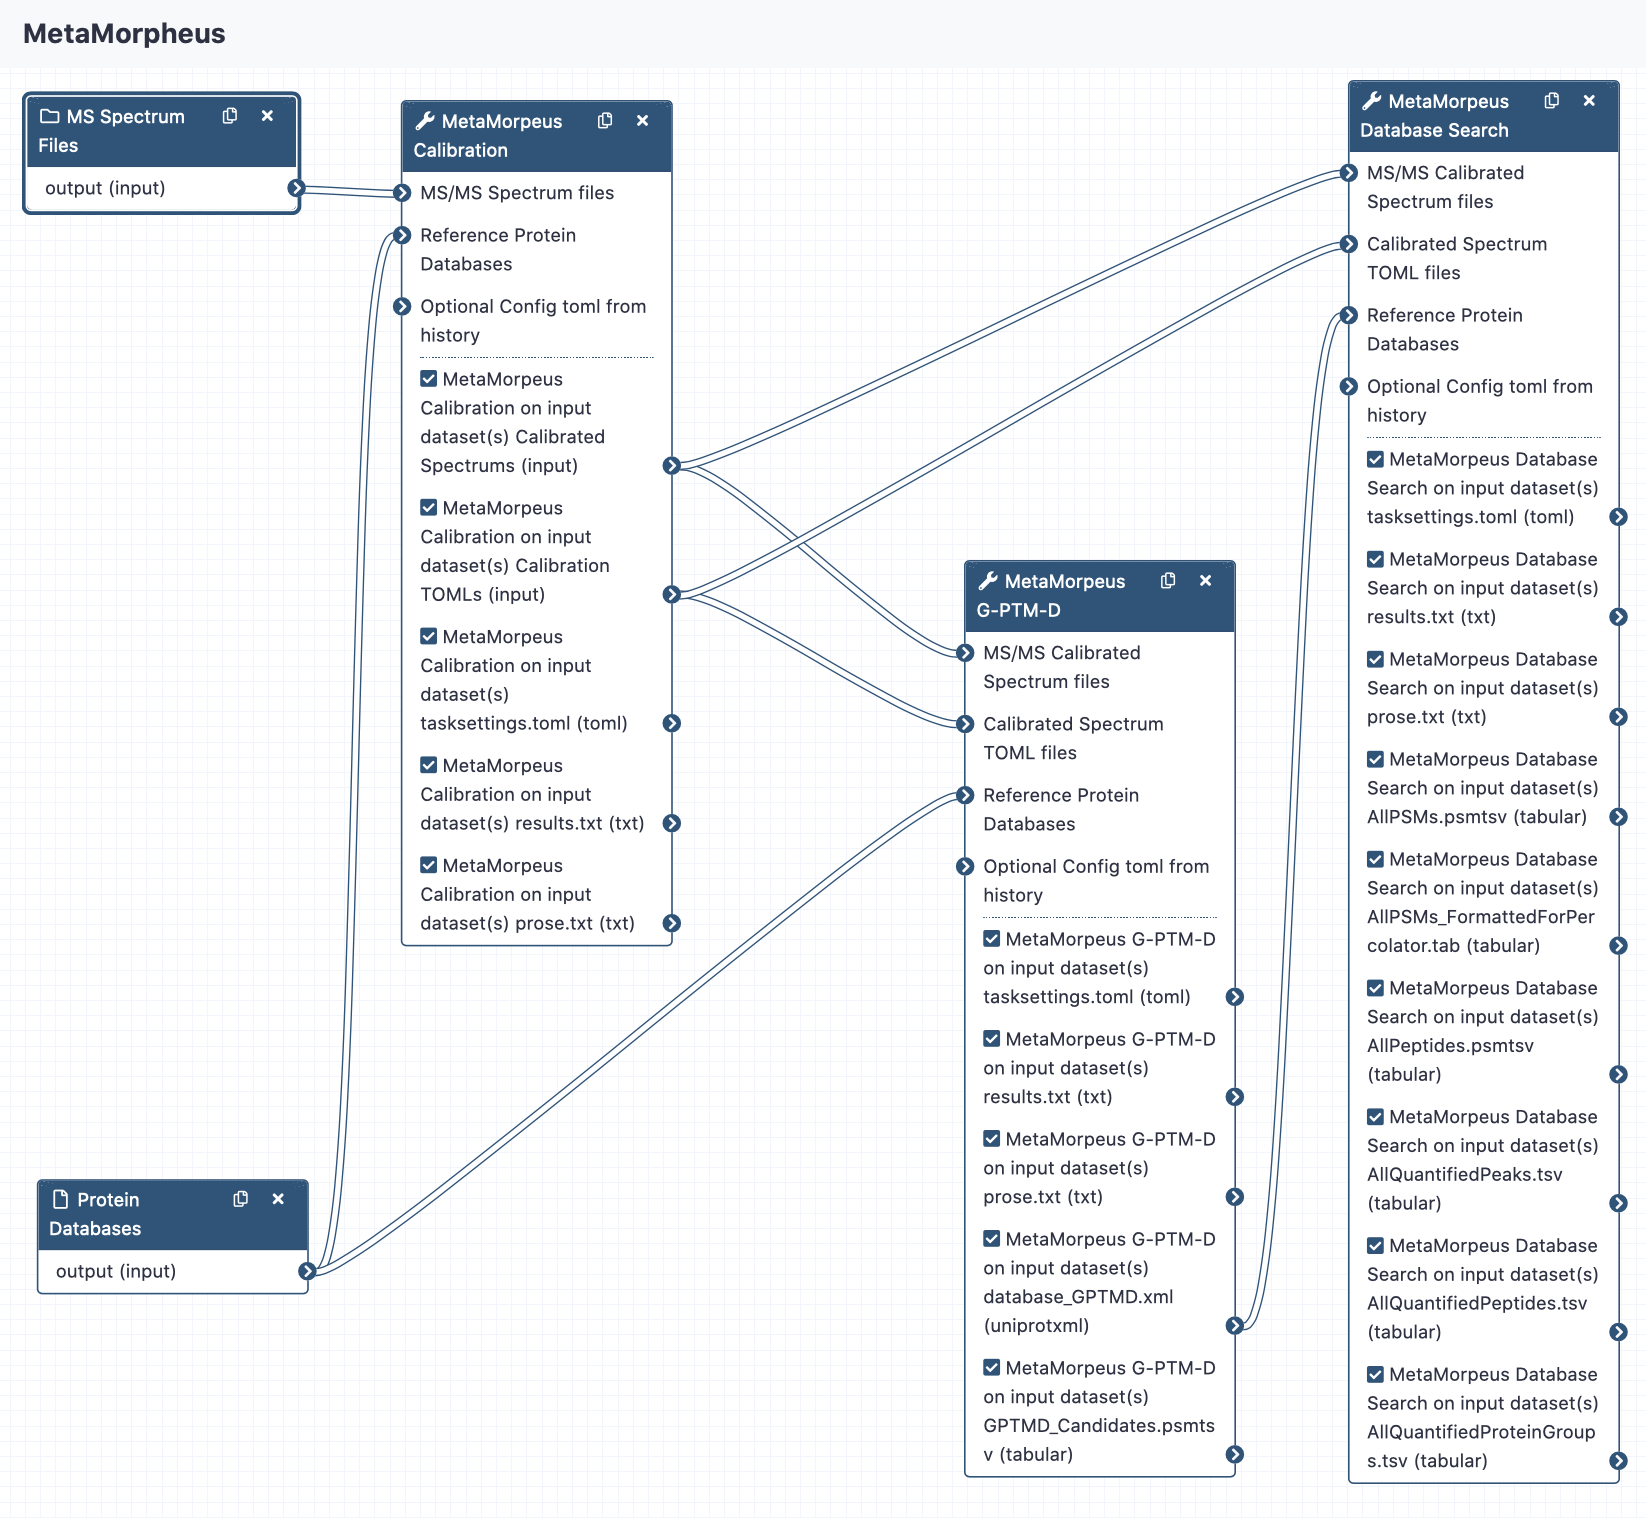 MetaMorpheus
MS Spectrum
Files
output (input)
MetaMorpeus
Calibration
MS/MS Spectrum files
Reference Protein
Databases
Optional Config toml from
history
MetaMorpeus
Calibration on input
dataset(s) Calibrated
Spectrums (input)
MetaMorpeus
Calibration on input
dataset(s) Calibration
TOMLs (input)
MetaMorpeus
Calibration on input
dataset(s)
tasksettings.toml (toml)
MetaMorpeus
Calibration on input
dataset(s) results.txt (txt)
MetaMorpeus
Calibration on input
dataset(s) prose.txt (txt)
Protein
Databases
output (input)
MetaMorpeus
G-PTM-D
MS/MS Calibrated
Spectrum files
Calibrated Spectrum
TOML files
Reference Protein
Databases
Optional Config toml from
history
MetaMorpeus G-PTM-D
on input dataset(s)
tasksettings.toml (toml)
MetaMorpeus G-PTM-D
on input dataset(s)
results.txt (txt)
MetaMorpeus G-PTM-D
on input dataset(s)
prose.txt (txt)
MetaMorpeus G-PTM-D
on input dataset(s)
database_GPTMD.xml
(uniprotxml)
MetaMorpeus G-PTM-D
on input dataset(s)
GPTMD_Candidates.psmts
v (tabular)
MetaMorpeus
Database Search
MS/MS Calibrated
Spectrum files
Calibrated Spectrum
TOML files
Reference Protein
Databases
Optional Config toml from
history
MetaMorpeus Database
Search on input dataset(s)
tasksettings.toml (toml)
MetaMorpeus Database
Search on input dataset(s)
results.txt (txt)
MetaMorpeus Database
Search on input dataset(s)
prose.txt (txt)
MetaMorpeus Database
Search on input dataset(s)
AllPSMs.psmtsv (tabular)
MetaMorpeus Database
Search on input dataset(s)
AllPSMs_FormattedForPer
colator.tab (tabular)
MetaMorpeus Database
Search on input dataset(s)
AllPeptides.psmtsv
(tabular)
MetaMorpeus Database
Search on input dataset(s)
AllQuantifiedPeaks.tsv
(tabular)
MetaMorpeus Database
Search on input dataset(s)
AllQuantifiedPeptides.tsv
(tabular)
MetaMorpeus Database
Search on input dataset(s)
AllQuantifiedProteinGroup
s.tsv (tabular)